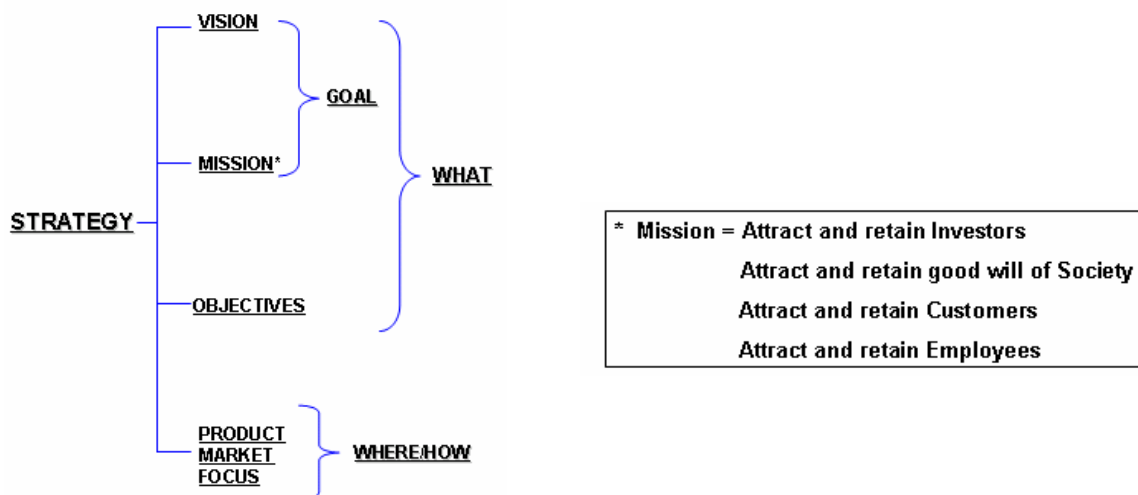 VISION
GOAL
MISSION*
WHAT
STRATEGY
OBJECTIVES
PRODUCT
MARKET
FOCUS
WHERE/HOW
* Mission = Attract and retain Investors
Attract and retain good will of Society
Attract and retain Customers
Attract and retain Employees